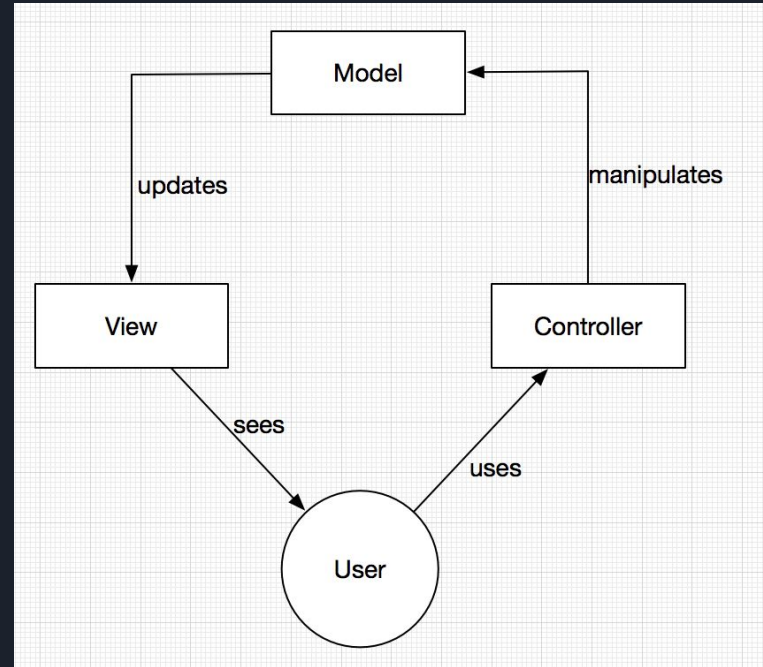 Model
updates
manipulates
View
Controller
sees
uses
User